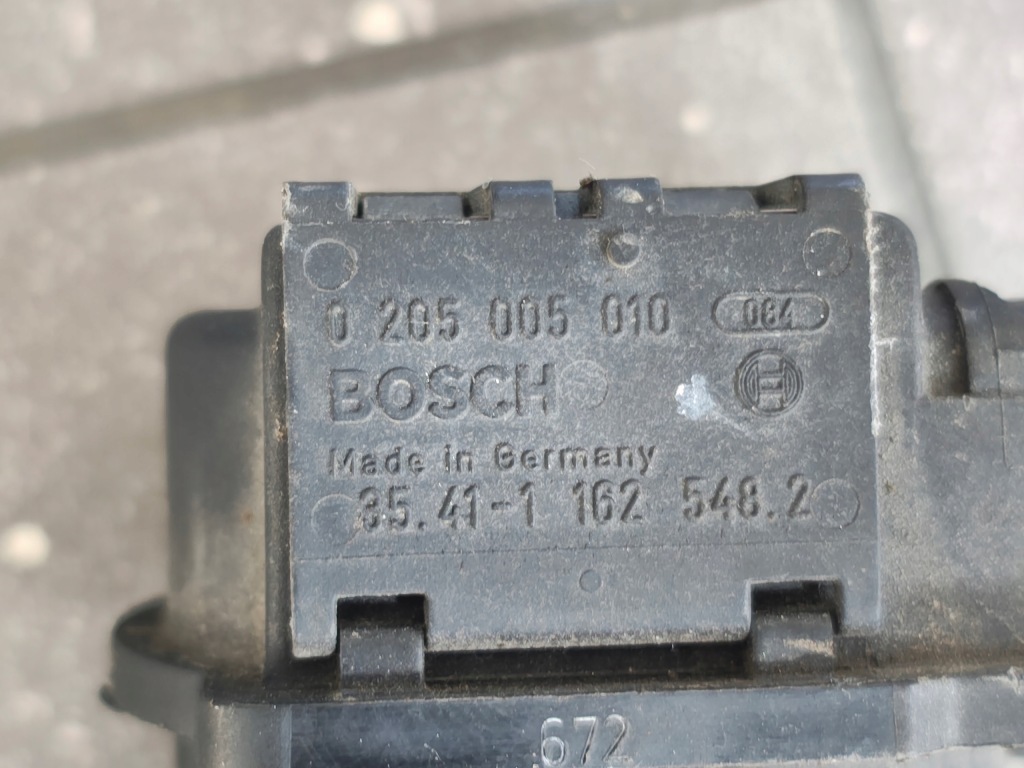 0 205 005 010 064
BOSCH
Made in Germany
35.41-1 162 548.2
672